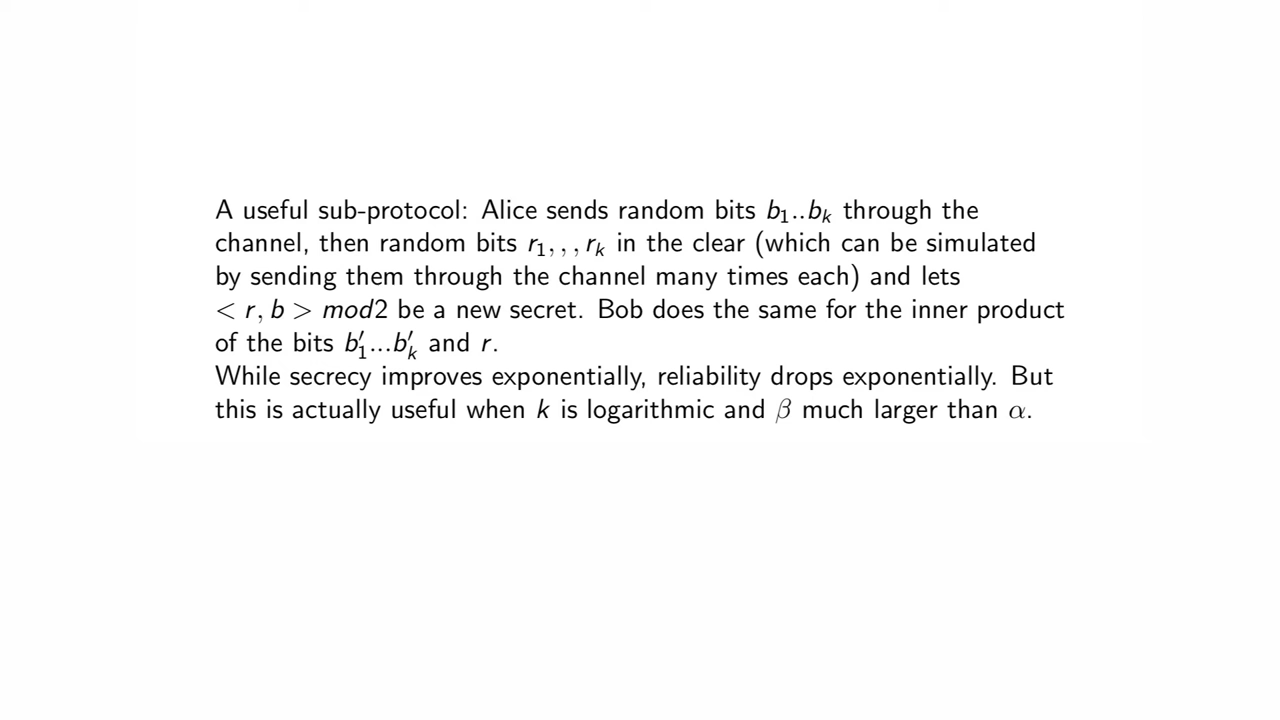 A useful sub-protocol: Alice sends random bits b₁..bₖ through the
channel, then random bits r₁, , , rₖ in the clear (which can be simulated
by sending them through the channel many times each) and lets
< r, b > mod2 be a new secret. Bob does the same for the inner product
of the bits b′₁...b′ₖ and r.
While secrecy improves exponentially, reliability drops exponentially. But
this is actually useful when k is logarithmic and β much larger than α.